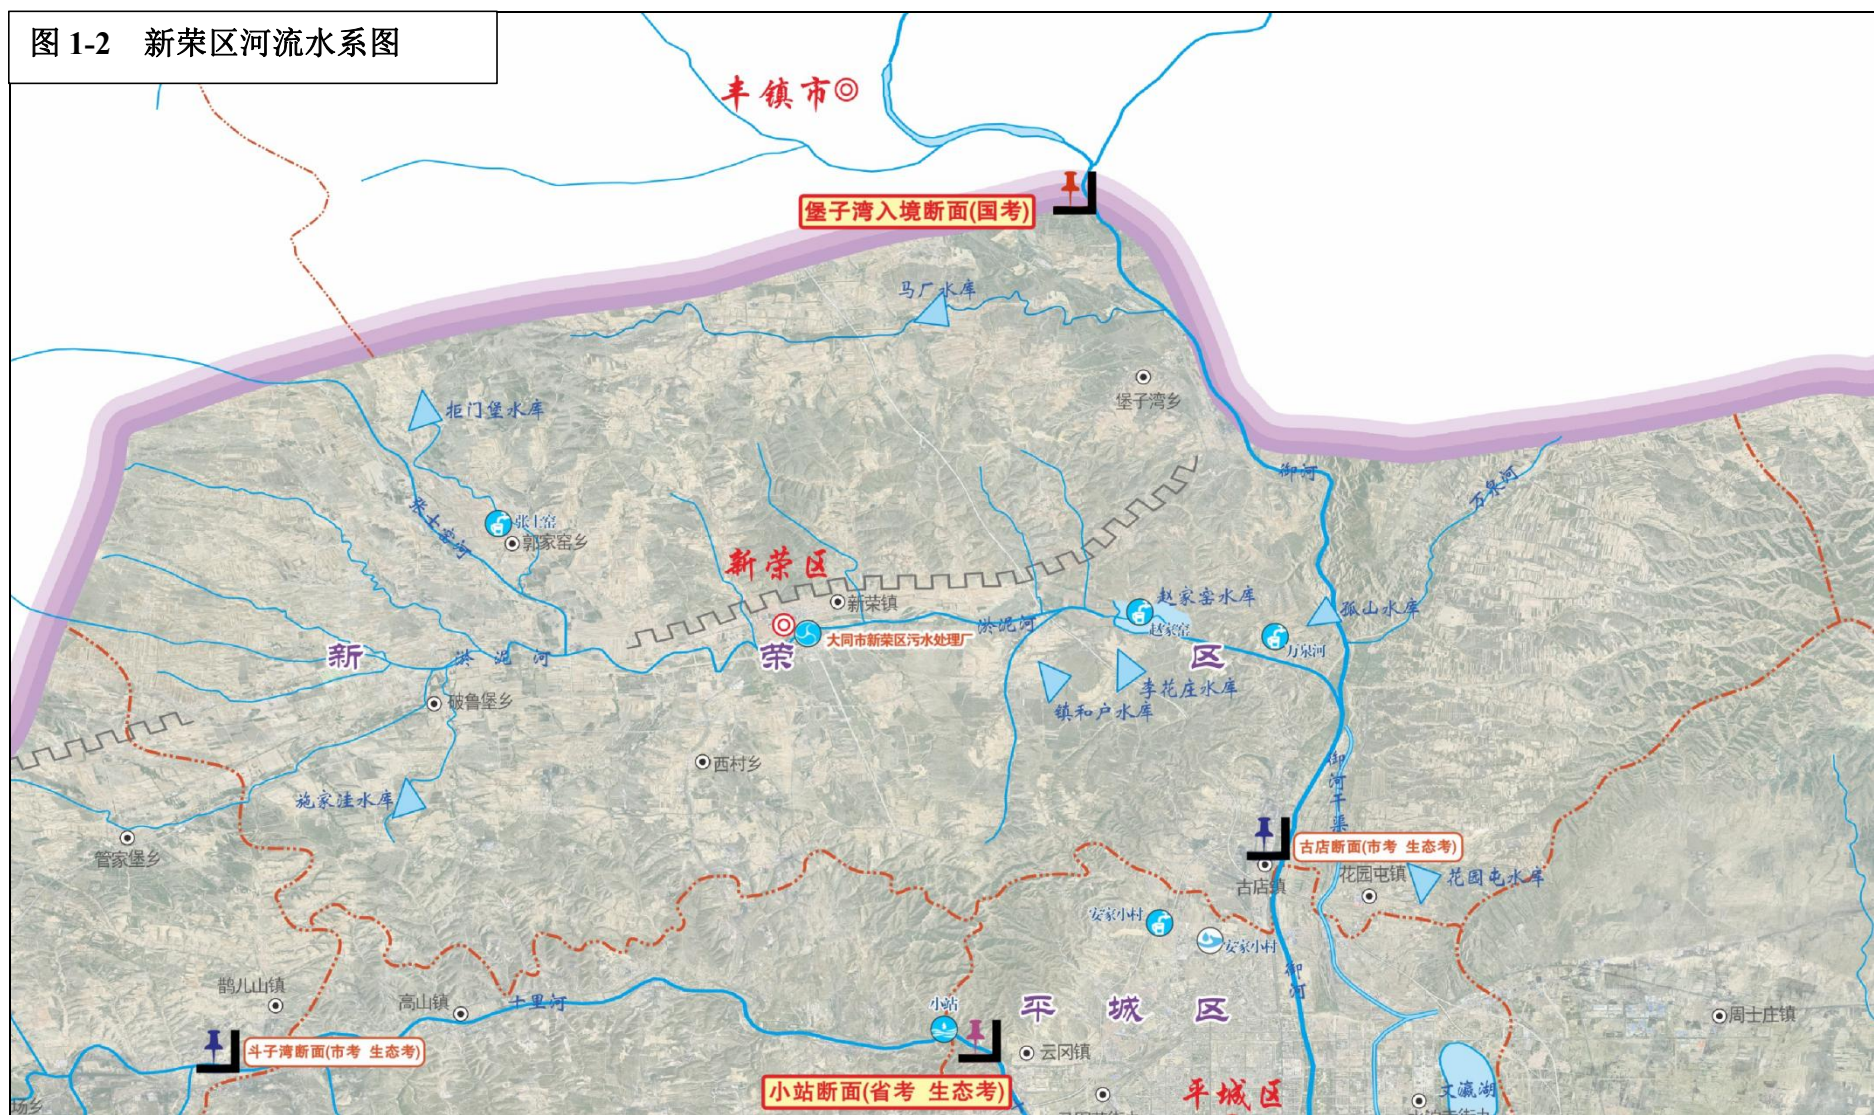 图 1-2 新荣区河流水系图
丰镇市
堡子湾入境断面(国考)
马厂水库
堡子湾乡
拒门堡水库
御河
万泉河
张士窑河
张士窑
郭家窑乡
新荣区
新荣镇
赵家窑水库
赵家窑
孤山水库
淤泥河
大同市新荣区污水处理厂
万泉河
新荣区
淤泥河
李花庄水库
镇和户水库
破鲁堡乡
西村乡
御河干渠
施家洼水库
管家堡乡
古店断面(市考 生态考)
古店镇
花园屯镇
花园屯水库
安家小村
安家小村
御河
鹊儿山镇
高山镇
十里河
小站
平城区
周士庄镇
斗子湾断面(市考 生态考)
云冈镇
小站断面(省考 生态考)
平城区
文瀛湖
场乡